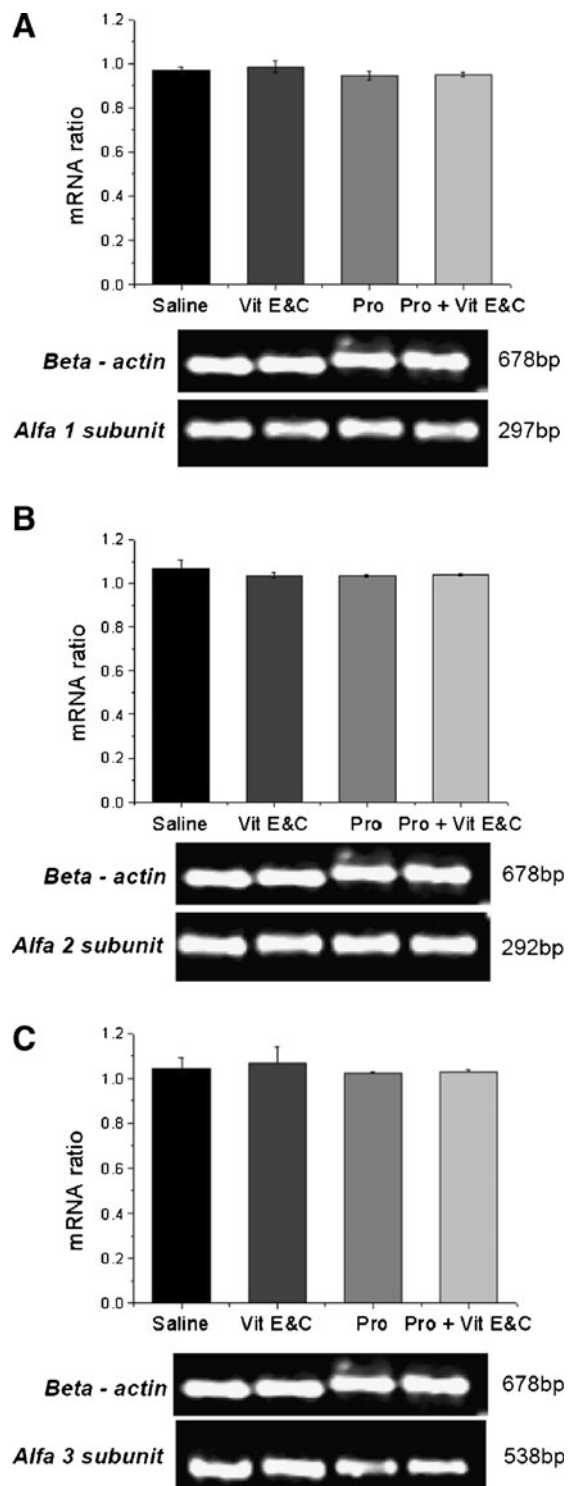 A
1.2
1.0
0.8
0.6
0.4
0.2
0.0
mRNA ratio
Saline Vit E&C Pro Pro + Vit E&C
Beta - actin 678bp
Alfa 1 subunit 297bp
B
1.2
1.0
0.8
0.6
0.4
0.2
0.0
mRNA ratio
Saline Vit E&C Pro Pro + Vit E&C
Beta - actin 678bp
Alfa 2 subunit 292bp
C
1.2
1.0
0.8
0.6
0.4
0.2
0.0
mRNA ratio
Saline Vit E&C Pro Pro + Vit E&C
Beta - actin 678bp
Alfa 3 subunit 538bp